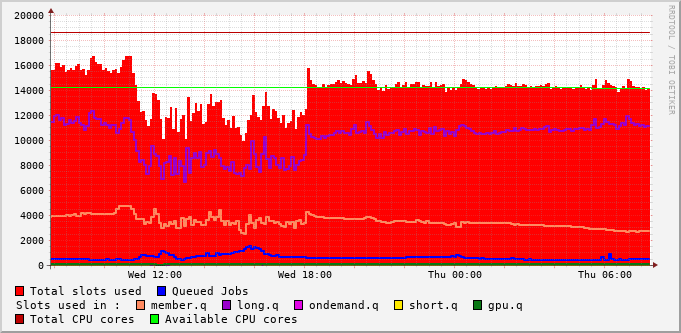 20000
18000
16000
14000
12000
10000
8000
6000
4000
2000
0
Wed 12:00 Wed 18:00 Thu 00:00 Thu 06:00
RRDTOOL / TOBI OETIKER
Total slots used Queued Jobs
Slots used in : member.q long.q ondemand.q short.q gpu.q
Total CPU cores Available CPU cores